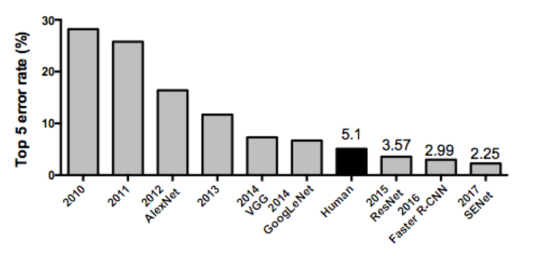 Top 5 error rate (%)
30
20
10
0
5.1
3.57
2.99
2.25
2010
2011
2012
AlexNet
2013
2014
VGG
2014
GoogLeNet
Human
2015
ResNet
2016
Faster R-CNN
2017
SENet